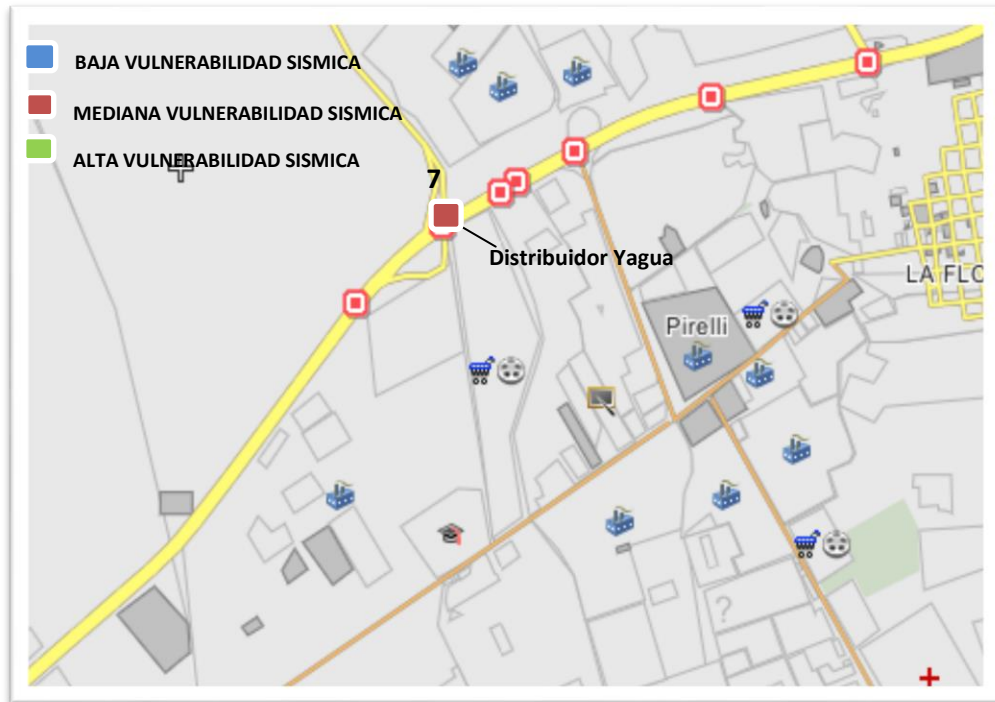 BAJA VULNERABILIDAD SISMICA
MEDIANA VULNERABILIDAD SISMICA
ALTA VULNERABILIDAD SISMICA
7
Distribuidor Yagua
LA FLO
Pirelli
?